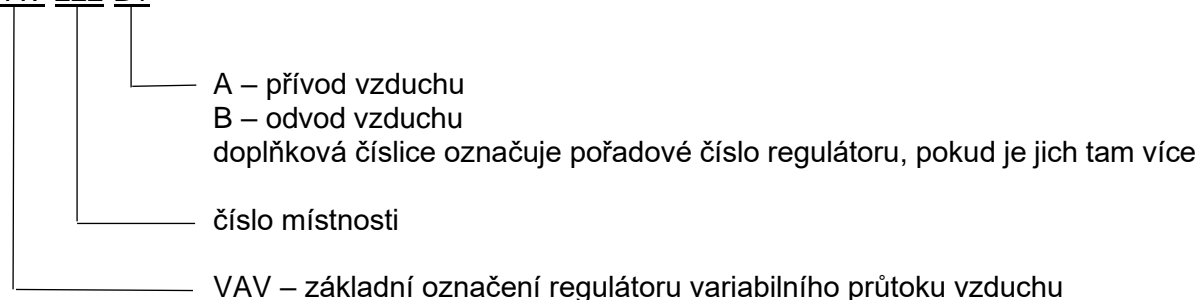 A – přívod vzduchu
B – odvod vzduchu
doplňková číslice označuje pořadové číslo regulátoru, pokud je jich tam více
číslo místnosti
VAV – základní označení regulátoru variabilního průtoku vzduchu